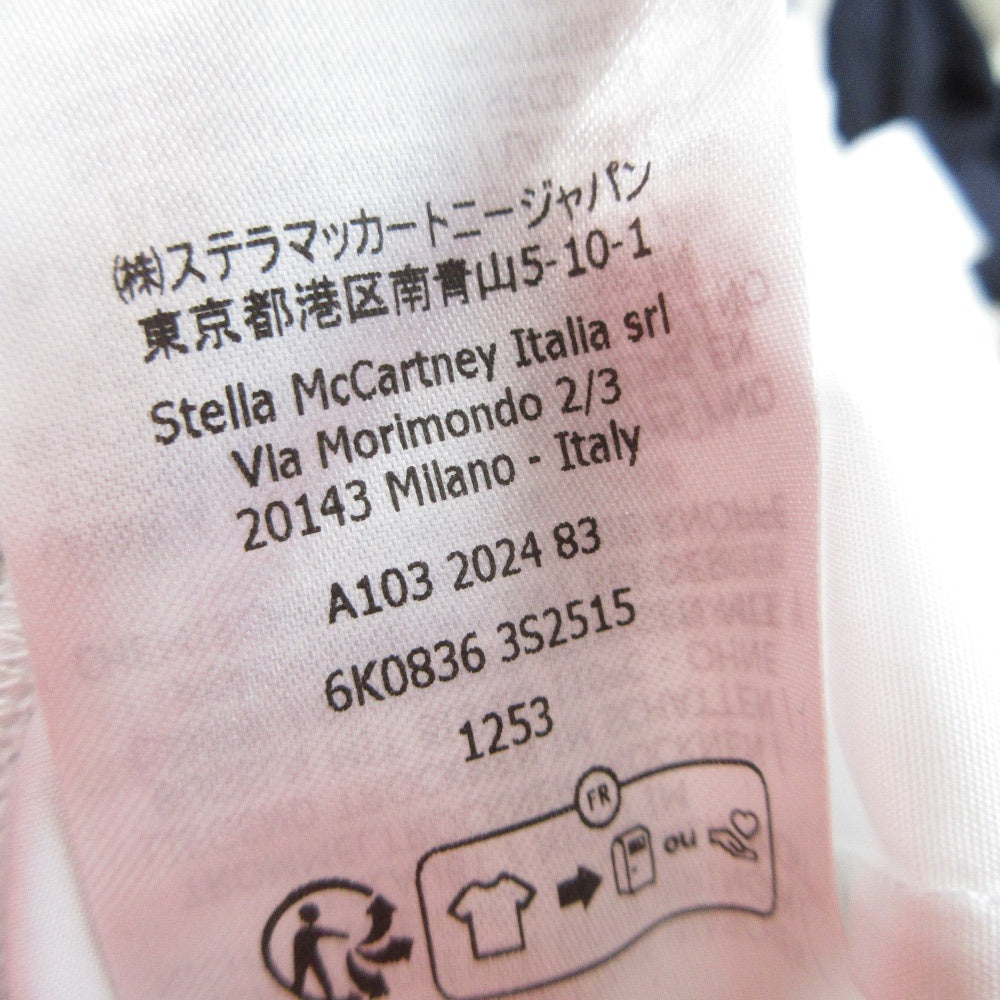 ㈱ステラマッカートニージャパン
東京都港区南青山5-10-1
Stella McCartney Italia srl
Via Morimondo 2/3
20143 Milano - Italy
A103 2024 83
6K0836 3S2515
1253
FR
ou